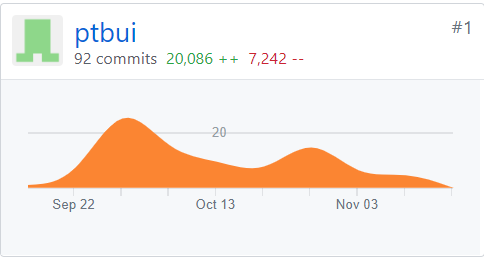 ptbui
#1
92 commits 20,086 ++ 7,242 --
20
Sep 22 Oct 13 Nov 03